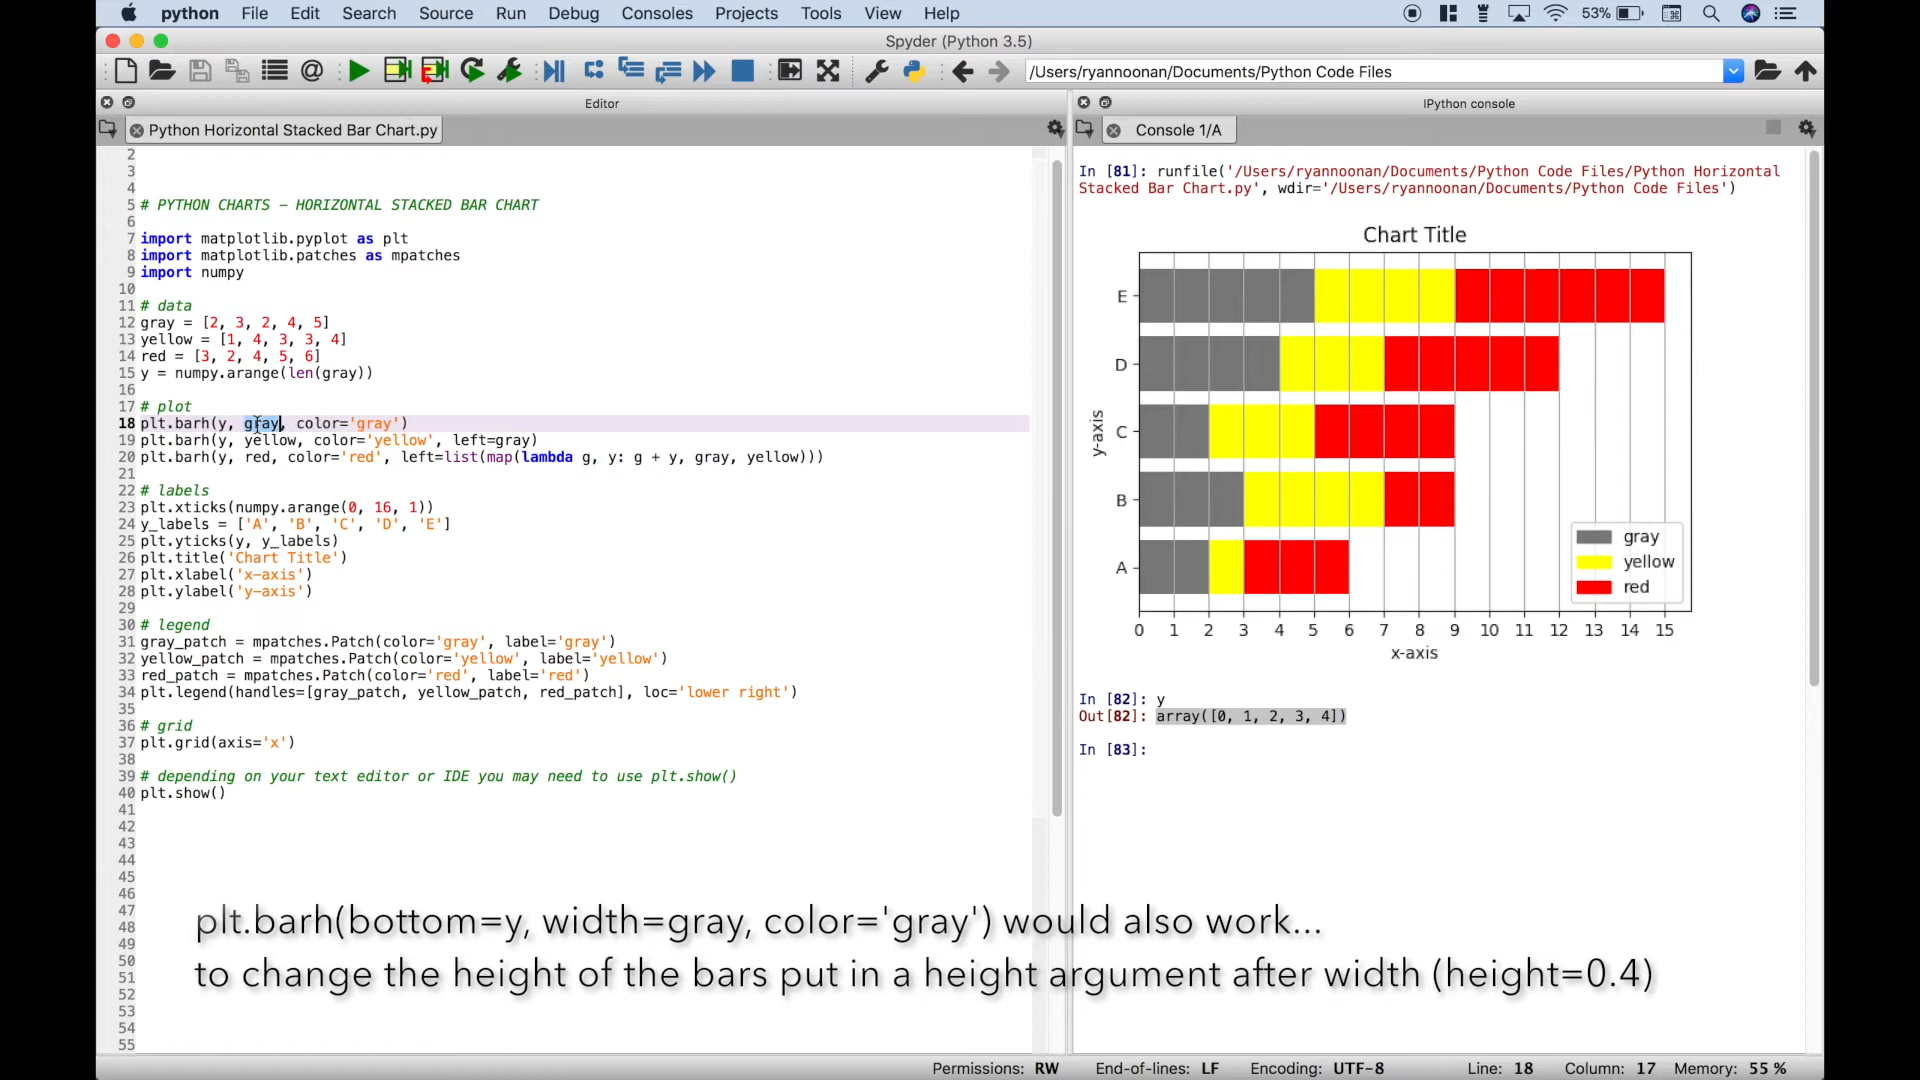 python File Edit Search Source Run Debug Consoles Projects Tools View Help 53%
Spyder (Python 3.5)
/Users/ryannoonan/Documents/Python Code Files
Editor
IPython console
Python Horizontal Stacked Bar Chart.py
Console 1/A
2
3
4
5 # PYTHON CHARTS – HORIZONTAL STACKED BAR CHART
6
7 import matplotlib.pyplot as plt
8 import matplotlib.patches as mpatches
9 import numpy
10
11 # data
12 gray = [2, 3, 2, 4, 5]
13 yellow = [1, 4, 3, 3, 4]
14 red = [3, 2, 4, 5, 6]
15 y = numpy.arange(len(gray))
16
17 # plot
18 plt.barh(y, gray, color='gray')
19 plt.barh(y, yellow, color='yellow', left=gray)
20 plt.barh(y, red, color='red', left=list(map(lambda g, y: g + y, gray, yellow)))
21
22 # labels
23 plt.xticks(numpy.arange(0, 16, 1))
24 y_labels = ['A', 'B', 'C', 'D', 'E']
25 plt.yticks(y, y_labels)
26 plt.title('Chart Title')
27 plt.xlabel('x-axis')
28 plt.ylabel('y-axis')
29
30 # legend
31 gray_patch = mpatches.Patch(color='gray', label='gray')
32 yellow_patch = mpatches.Patch(color='yellow', label='yellow')
33 red_patch = mpatches.Patch(color='red', label='red')
34 plt.legend(handles=[gray_patch, yellow_patch, red_patch], loc='lower right')
35
36 # grid
37 plt.grid(axis='x')
38
39 # depending on your text editor or IDE you may need to use plt.show()
40 plt.show()
41
42
43
44
45
46
47
48
49
50
51
52
53
54
55
In [81]: runfile('/Users/ryannoonan/Documents/Python Code Files/Python Horizontal
Stacked Bar Chart.py', wdir='/Users/ryannoonan/Documents/Python Code Files')
Chart Title
E
D
C
B
A
y-axis
gray
yellow
red
0 1 2 3 4 5 6 7 8 9 10 11 12 13 14 15
x-axis
In [82]: y
Out[82]: array([0, 1, 2, 3, 4])
In [83]:
plt.barh(bottom=y, width=gray, color='gray') would also work...
to change the height of the bars put in a height argument after width (height=0.4)
Permissions: RW End-of-lines: LF Encoding: UTF-8 Line: 18 Column: 17 Memory: 55 %